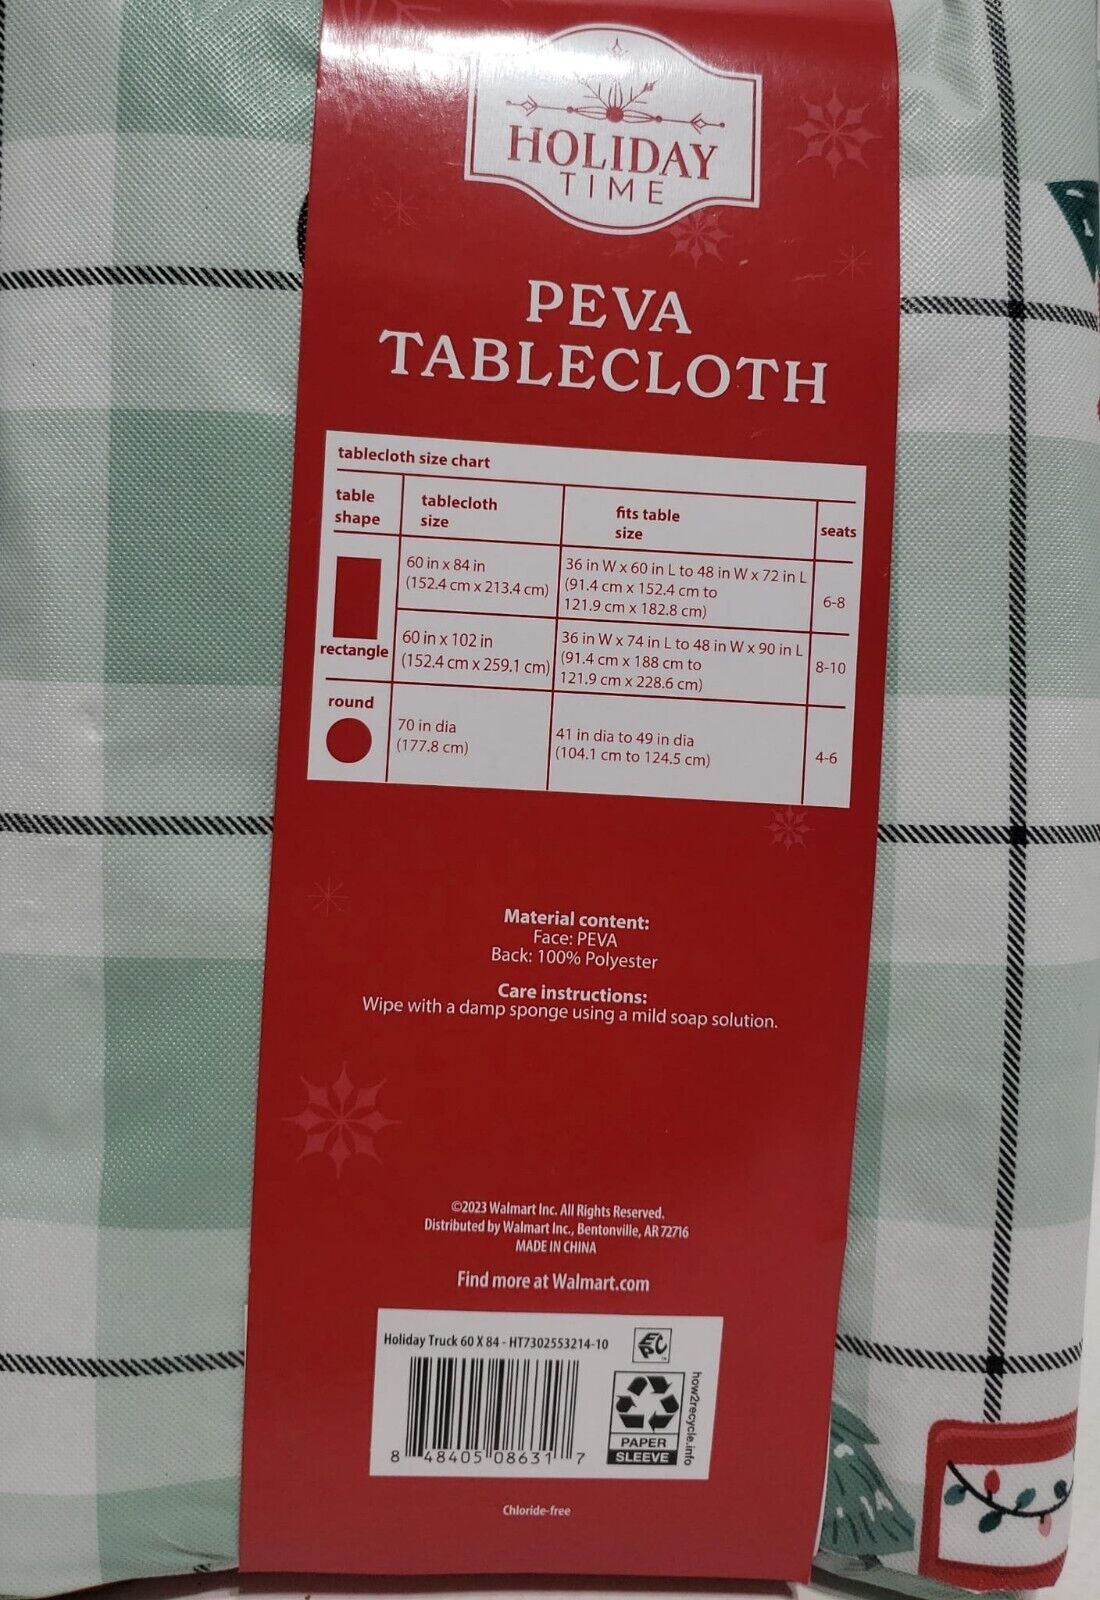 HOLIDAY
TIME
PEVA
TABLECLOTH
tablecloth size chart
table shape
tablecloth size
fits table size
seats
rectangle
60 in x 84 in
(152.4 cm x 213.4 cm)
36 in W x 60 in L to 48 in W x 72 in L
(91.4 cm x 152.4 cm to
121.9 cm x 182.8 cm)
6-8
60 in x 102 in
(152.4 cm x 259.1 cm)
36 in W x 74 in L to 48 in W x 90 in L
(91.4 cm x 188 cm to
121.9 cm x 228.6 cm)
8-10
round
70 in dia
(177.8 cm)
41 in dia to 49 in dia
(104.1 cm to 124.5 cm)
4-6
Material content:
Face: PEVA
Back: 100% Polyester
Care instructions:
Wipe with a damp sponge using a mild soap solution.
©2023 Walmart Inc. All Rights Reserved.
Distributed by Walmart Inc., Bentonville, AR 72716
MADE IN CHINA
Find more at Walmart.com
Holiday Truck 60 X 84 - HT7302553214-10
EPC
8 48405 08631 7
PAPER
SLEEVE
how2recycle.info
Chloride-free